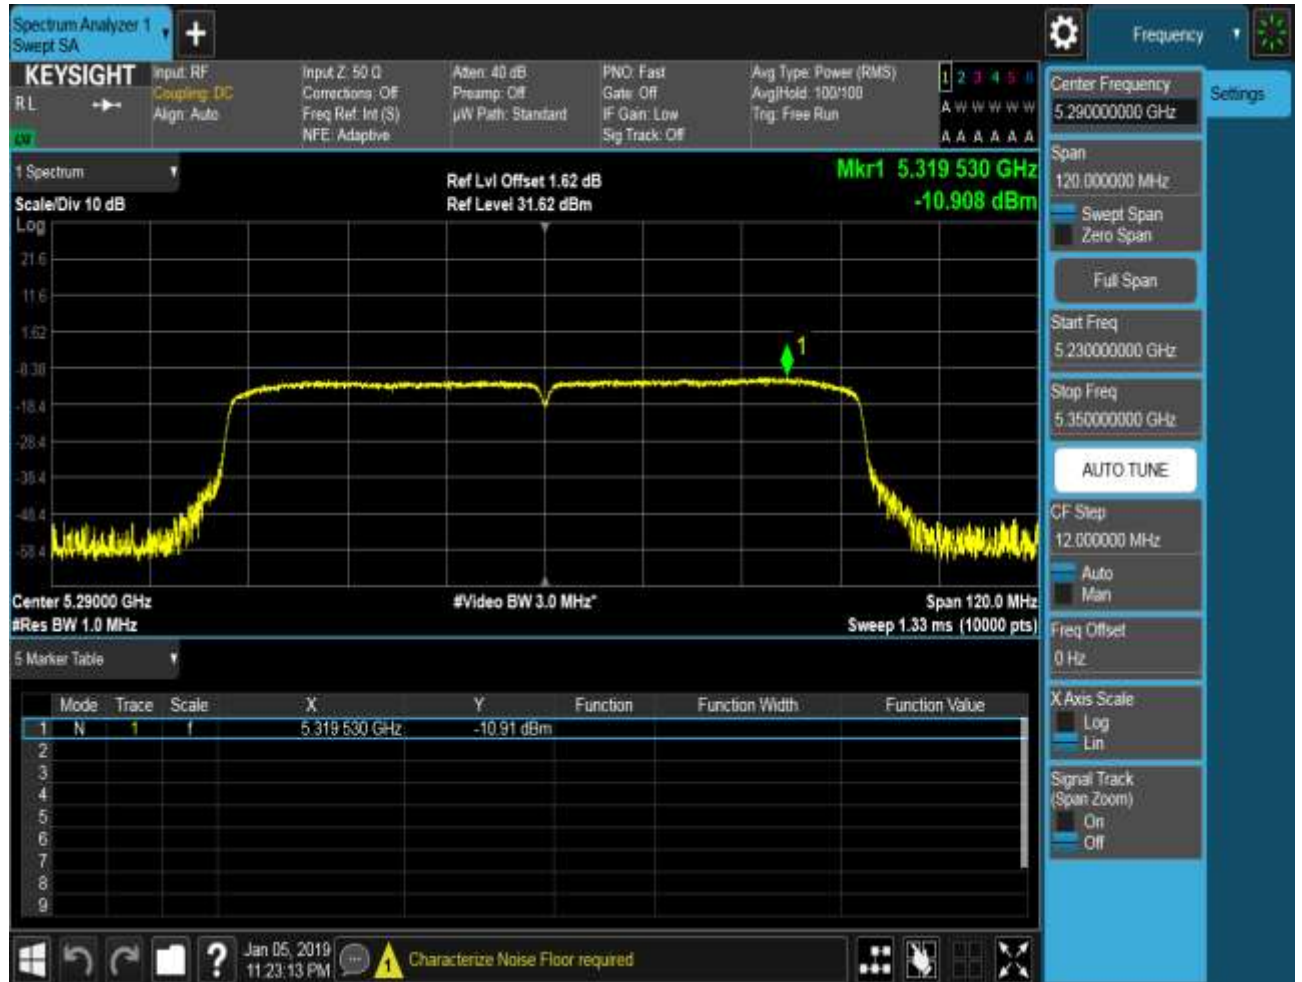 Spectrum Analyzer 1
Swept SA
Frequency
KEYSIGHT
R L
Input: RF
Coupling: DC
Align: Auto
Input Z: 50 Ω
Corrections: Off
Freq Ref: Int (S)
NFE: Adaptive
Atten: 40 dB
Preamp: Off
µW Path: Standard
PNO: Fast
Gate: Off
IF Gain: Low
Sig Track: Off
Avg Type: Power (RMS)
Avg|Hold: 100/100
Trig: Free Run
1 2 3 4 5 6
A W W W W W
A A A A A A
1 Spectrum
Scale/Div 10 dB
Ref Lvl Offset 1.62 dB
Ref Level 31.62 dBm
Mkr1 5.319 530 GHz
-10.908 dBm
Log
21.6
11.6
1.62
-8.38
-18.4
-28.4
-38.4
-48.4
-58.4
1
Center 5.29000 GHz
#Res BW 1.0 MHz
#Video BW 3.0 MHz*
Span 120.0 MHz
Sweep 1.33 ms (10000 pts)
5 Marker Table
Mode Trace Scale X Y Function Function Width Function Value
1 N 1 f 5.319 530 GHz -10.91 dBm
2
3
4
5
6
7
8
9
Center Frequency
5.290000000 GHz
Settings
Span
120.000000 MHz
Swept Span
Zero Span
Full Span
Start Freq
5.230000000 GHz
Stop Freq
5.350000000 GHz
AUTO TUNE
CF Step
12.000000 MHz
Auto
Man
Freq Offset
0 Hz
X Axis Scale
Log
Lin
Signal Track
(Span Zoom)
On
Off
?
Jan 05, 2019
11:23:13 PM
1
Characterize Noise Floor required